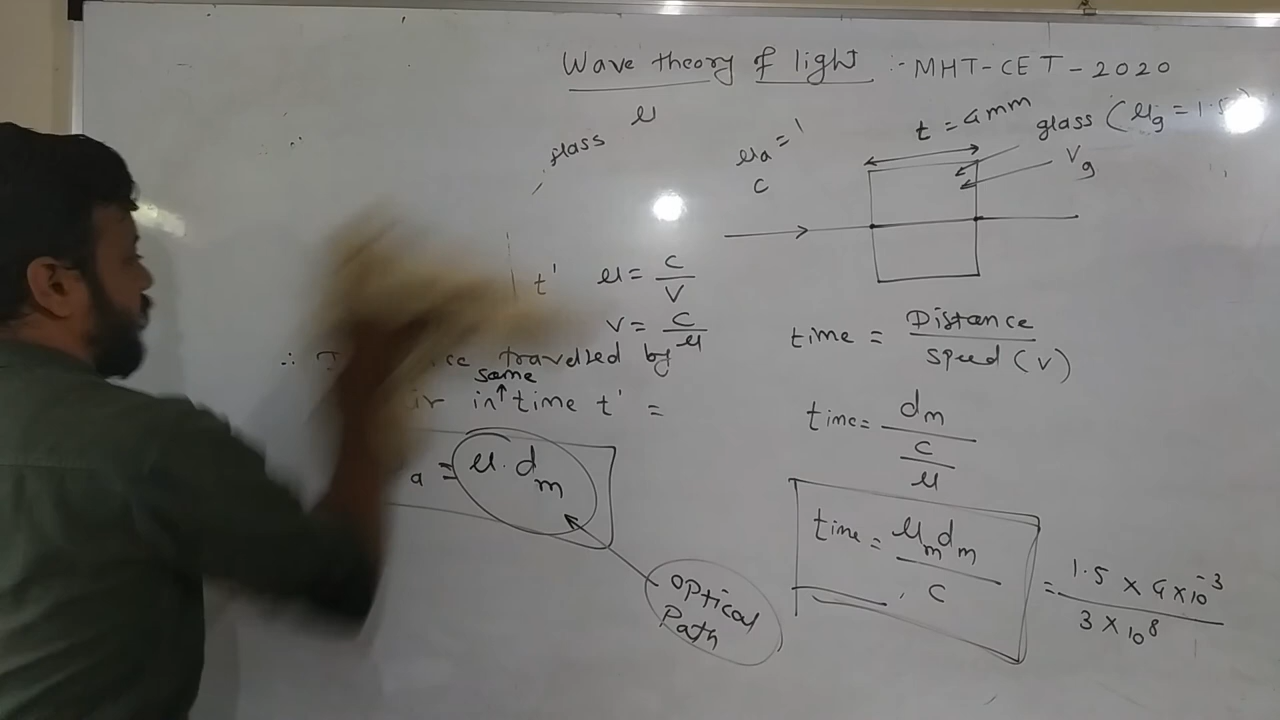 Wave theory of light :- MHT-CET-2020
μ
glass
μa = 1
c
t = 4mm
glass (μg = 1.5)
Vg
t'
μ = c/v
v = c/μ
∴ travelled by
same
in ↑ time t' =
a = μ.dm
optical
Path
time = Distance/speed (v)
time = dm/(c/μ)
time = μm dm/c = 1.5 × 4×10⁻³/3 × 10⁸